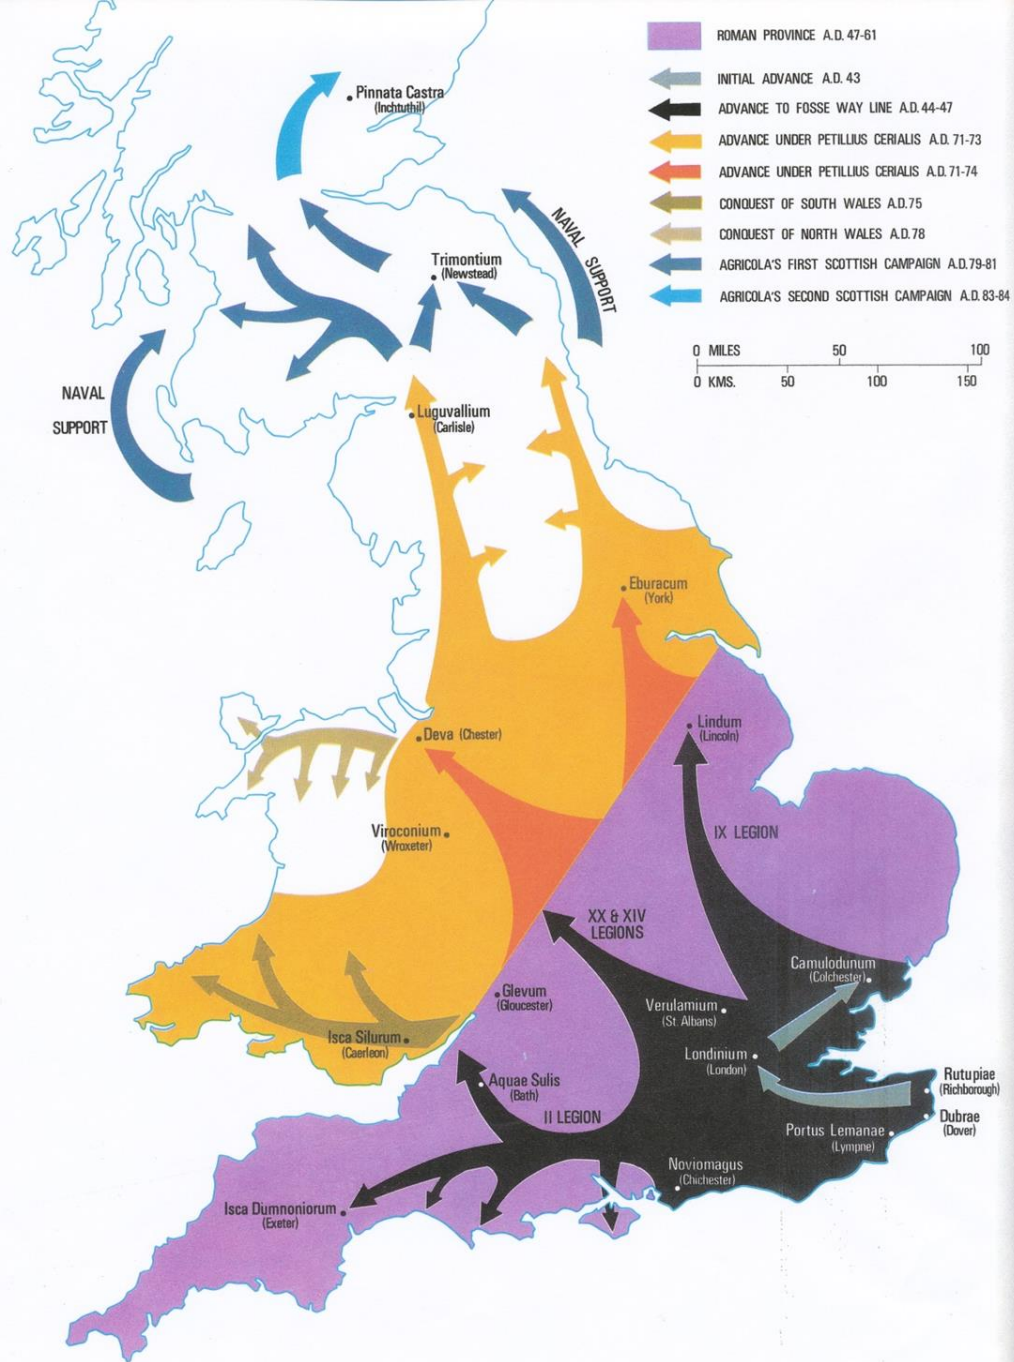 ROMAN PROVINCE A.D. 47-61
INITIAL ADVANCE A.D. 43
ADVANCE TO FOSSE WAY LINE A.D. 44-47
ADVANCE UNDER PETILLIUS CERIALIS A.D. 71-73
ADVANCE UNDER PETILLIUS CERIALIS A.D. 71-74
CONQUEST OF SOUTH WALES A.D. 75
CONQUEST OF NORTH WALES A.D. 78
AGRICOLA'S FIRST SCOTTISH CAMPAIGN A.D. 79-81
AGRICOLA'S SECOND SCOTTISH CAMPAIGN A.D. 83-84
0 MILES 50 100
0 KMS. 50 100 150
Pinnata Castra
(Inchtuthil)
NAVAL SUPPORT
Trimontium
(Newstead)
NAVAL
SUPPORT
Luguvallium
(Carlisle)
Eburacum
(York)
Lindum
(Lincoln)
Deva (Chester)
Viroconium
(Wroxeter)
IX LEGION
XX & XIV
LEGIONS
Camulodunum
(Colchester)
Glevum
(Gloucester)
Verulamium
(St. Albans)
Isca Silurum
(Caerleon)
Londinium
(London)
Rutupiae
(Richborough)
Aquae Sulis
(Bath)
II LEGION
Dubrae
(Dover)
Portus Lemanae
(Lympne)
Noviomagus
(Chichester)
Isca Dumnoniorum
(Exeter)